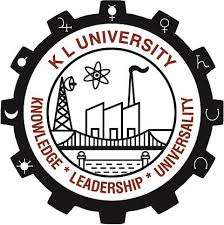 K L UNIVERSITY
KNOWLEDGE * LEADERSHIP * UNIVERSALITY